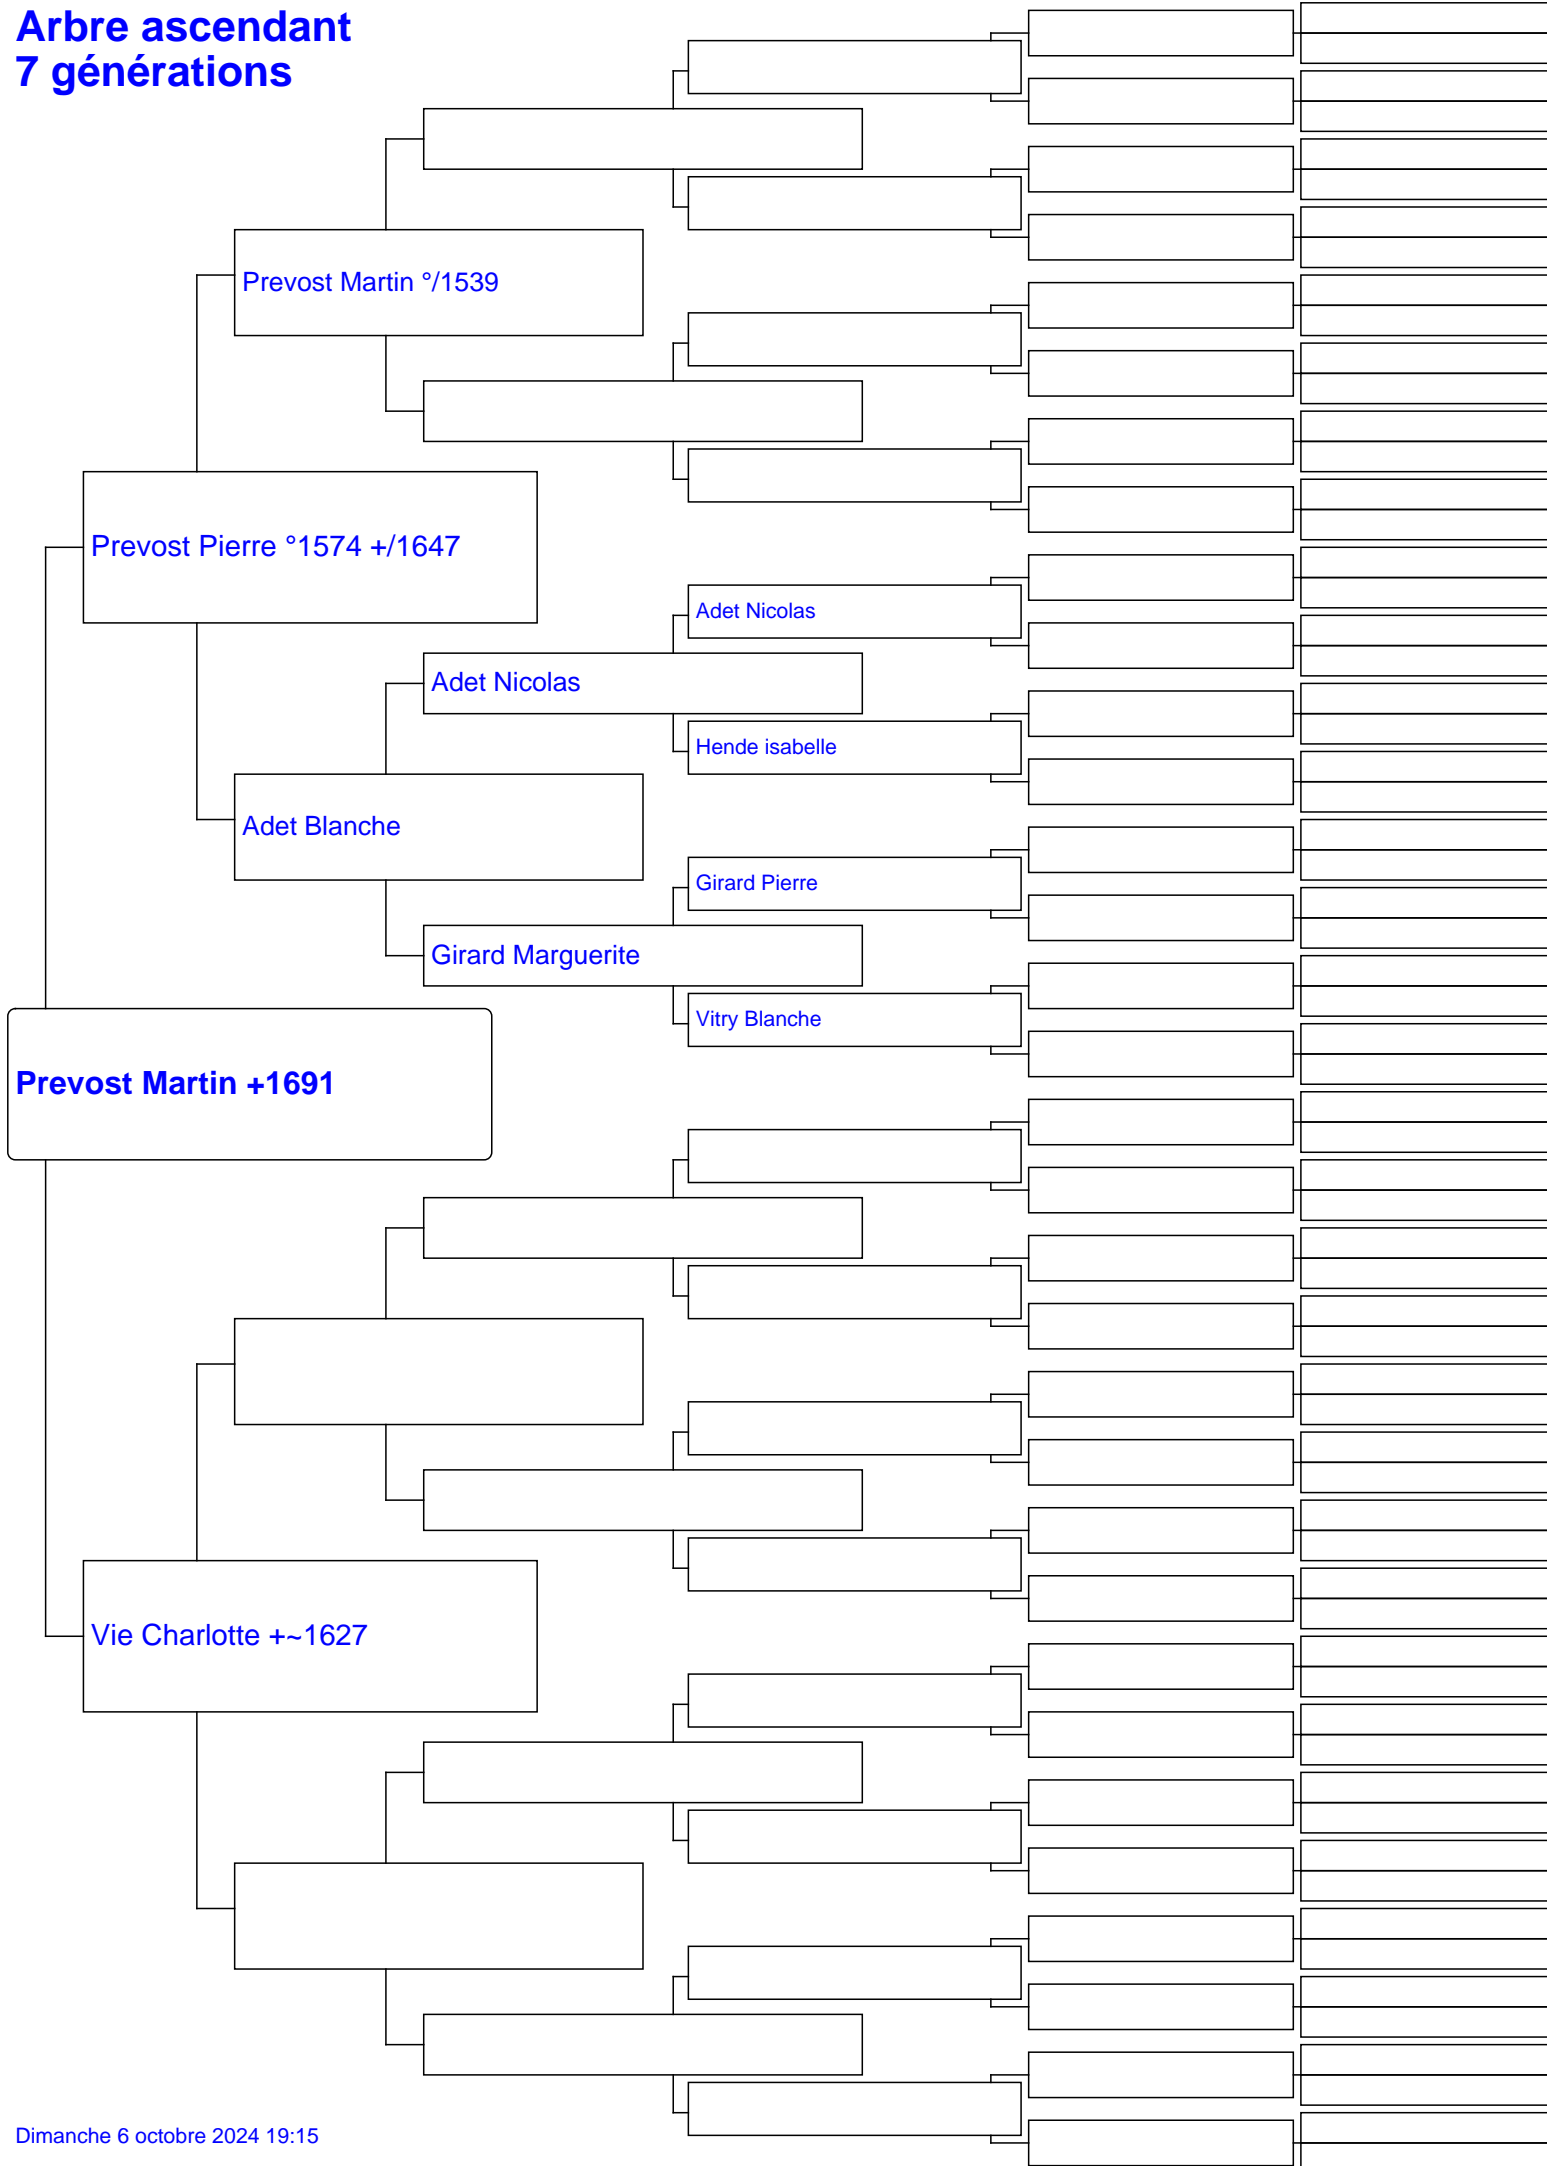 Arbre ascendant
7 générations
Prevost Martin °/1539
Prevost Pierre °1574 +/1647
Adet Nicolas
Adet Nicolas
Hende isabelle
Adet Blanche
Girard Pierre
Girard Marguerite
Vitry Blanche
Prevost Martin +1691
Vie Charlotte +~1627
Dimanche 6 octobre 2024 19:15